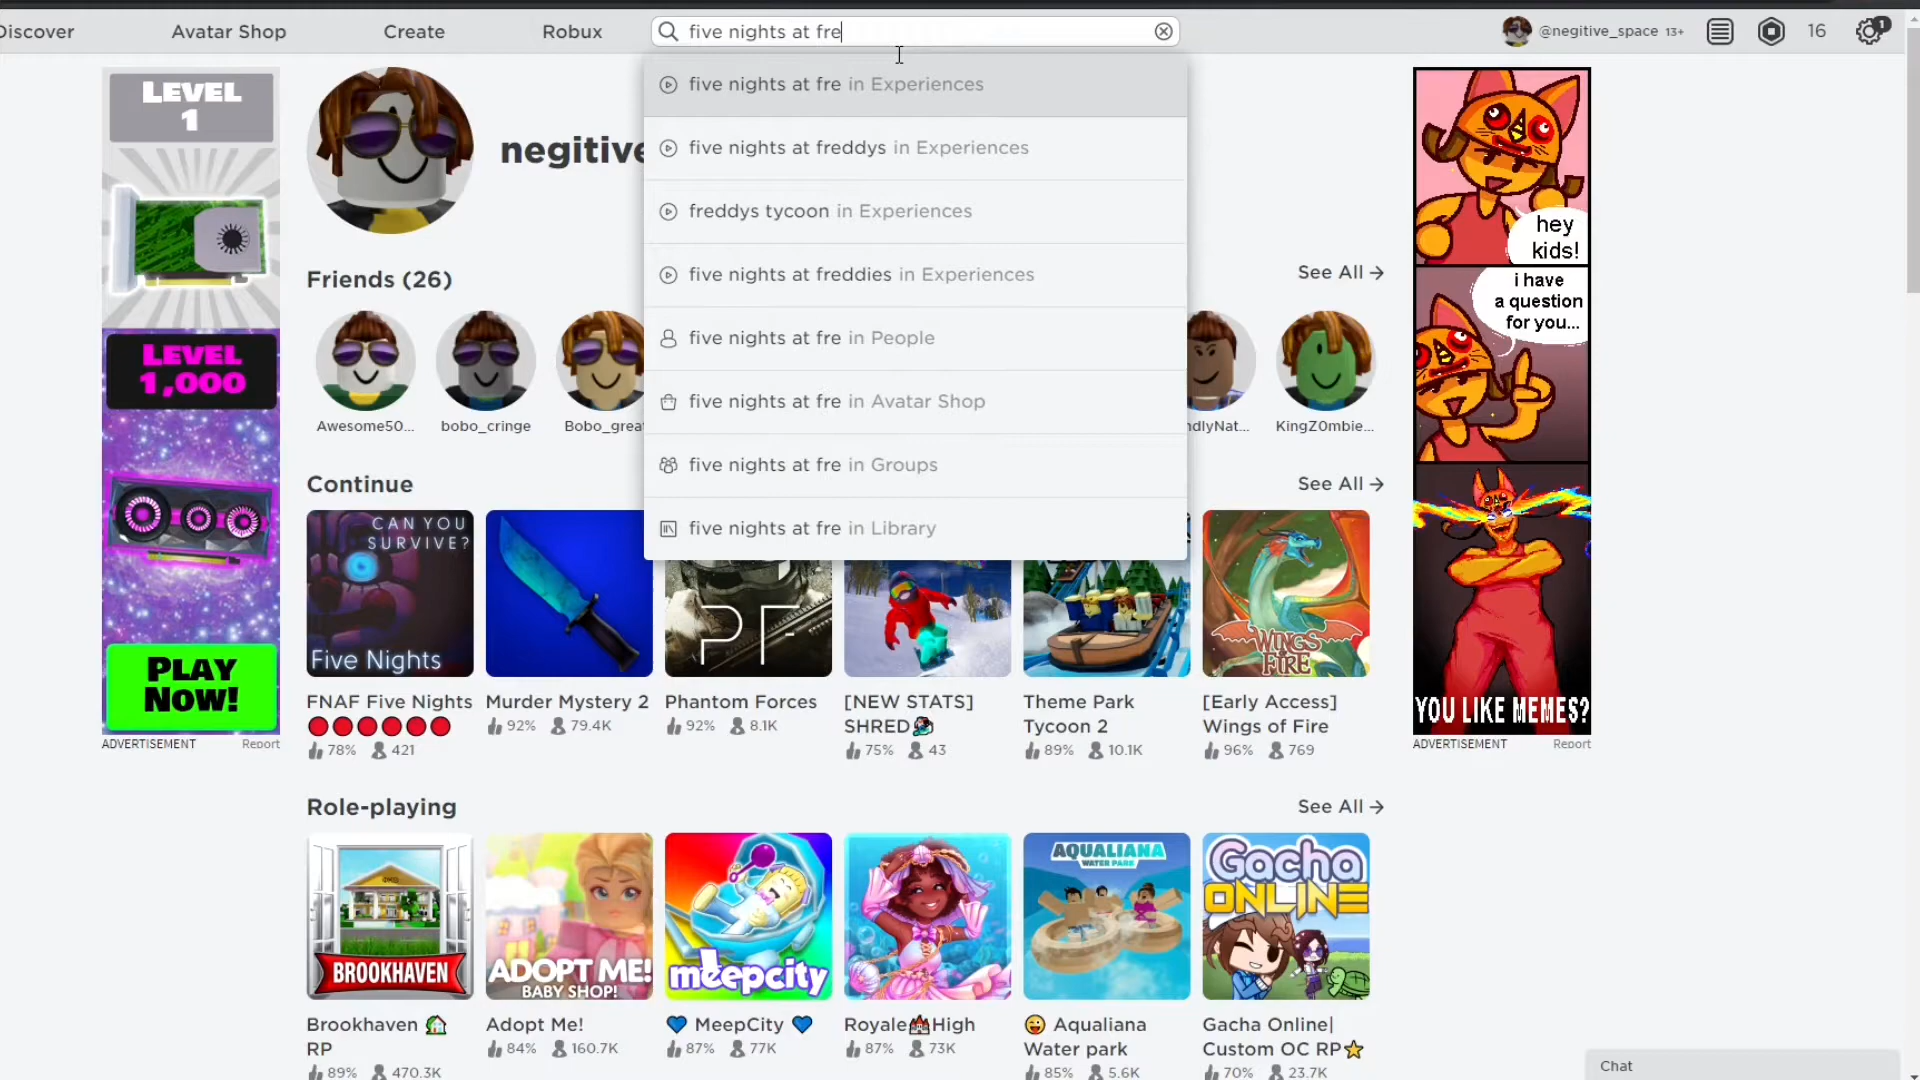 Discover
Avatar Shop
Create
Robux
five nights at fre
@negitive_space 13+
16
1
five nights at fre in Experiences
five nights at freddys in Experiences
freddys tycoon in Experiences
five nights at freddies in Experiences
five nights at fre in People
five nights at fre in Avatar Shop
five nights at fre in Groups
five nights at fre in Library
LEVEL
1
LEVEL
1,000
PLAY
NOW!
ADVERTISEMENT
Report
negitive
Friends (26)
See All →
Awesome50...
bobo_cringe
KingZ0mbie...
hey
kids!
i have
a question
for you...
YOU LIKE MEMES?
ADVERTISEMENT
Report
Continue
See All →
CAN YOU
SURVIVE?
Five Nights
PF
WINGS
FIRE
FNAF Five Nights
78% 421
Murder Mystery 2
92% 79.4K
Phantom Forces
92% 8.1K
[NEW STATS]
SHRED
75% 43
Theme Park
Tycoon 2
89% 10.1K
[Early Access]
Wings of Fire
96% 769
Role-playing
See All →
BROOKHAVEN
ADOPT ME!
BABY SHOP!
meepcity
AQUALIANA
WATER PARK
Gacha
ONLINE
Brookhaven
RP
89% 470.3K
Adopt Me!
84% 160.7K
MeepCity
87% 77K
Royale High
87% 73K
Aqualiana
Water park
85% 5.6K
Gacha Online|
Custom OC RP
70% 23.7K
Chat